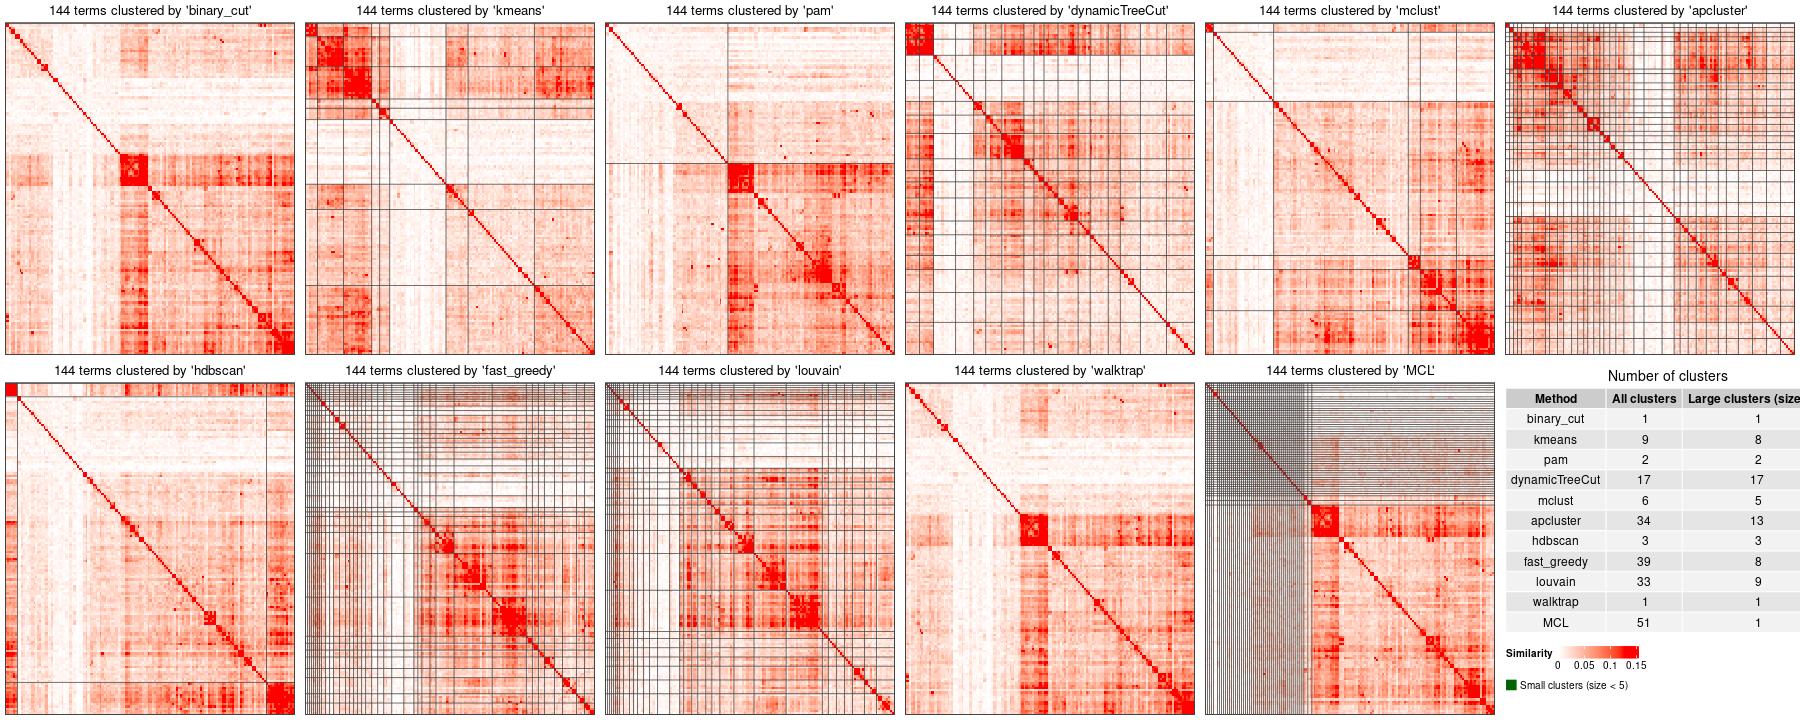 144 terms clustered by 'binary_cut'
144 terms clustered by 'kmeans'
144 terms clustered by 'pam'
144 terms clustered by 'dynamicTreeCut'
144 terms clustered by 'mclust'
144 terms clustered by 'apcluster'
144 terms clustered by 'hdbscan'
144 terms clustered by 'fast_greedy'
144 terms clustered by 'louvain'
144 terms clustered by 'walktrap'
144 terms clustered by 'MCL'
Number of clusters
Method All clusters Large clusters (size
binary_cut 1 1
kmeans 9 8
pam 2 2
dynamicTreeCut 17 17
mclust 6 5
apcluster 34 13
hdbscan 3 3
fast_greedy 39 8
louvain 33 9
walktrap 1 1
MCL 51 1
Similarity
0 0.05 0.1 0.15
Small clusters (size < 5)